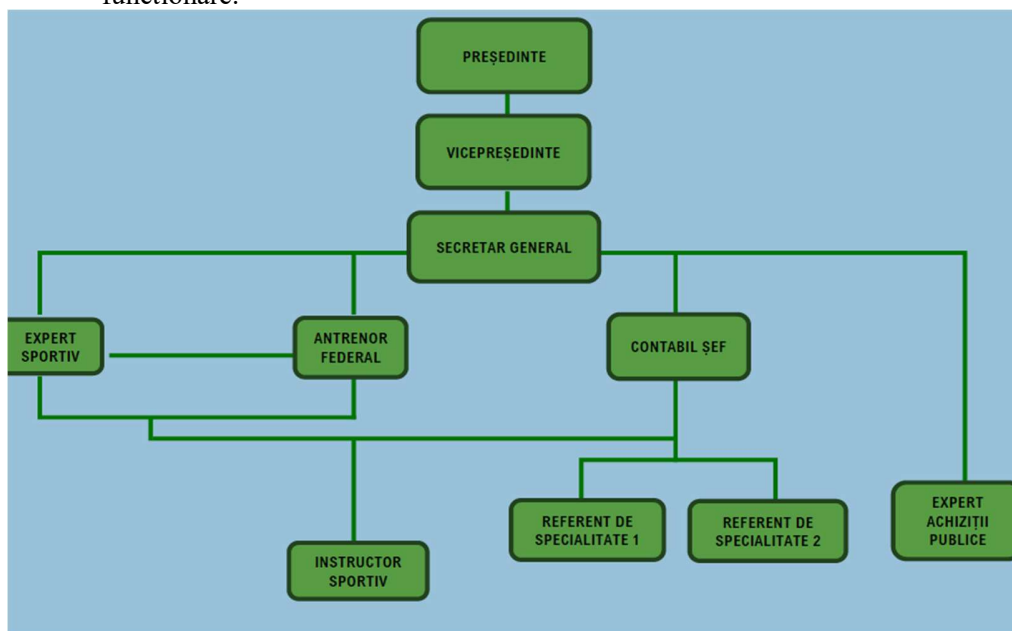 functionare.
PREȘEDINTE
VICEPREȘEDINTE
SECRETAR GENERAL
EXPERT
SPORTIV
ANTRENOR
FEDERAL
CONTABIL ȘEF
REFERENT DE
SPECIALITATE 1
REFERENT DE
SPECIALITATE 2
EXPERT
ACHIZIȚII
PUBLICE
INSTRUCTOR
SPORTIV